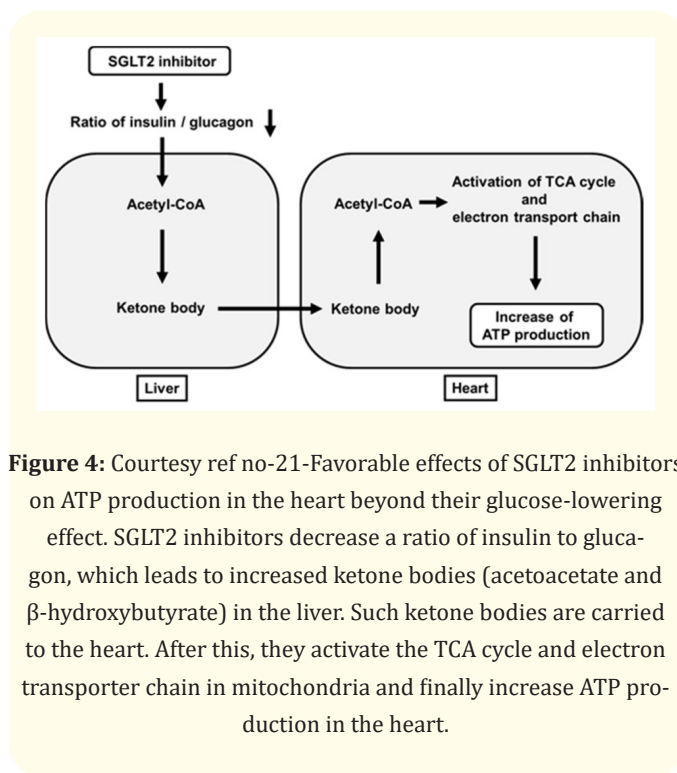 SGLT2 inhibitor
Ratio of insulin / glucagon
Acetyl-CoA
Ketone body
Liver
Acetyl-CoA
Activation of TCA cycle
and
electron transport chain
Ketone body
Increase of
ATP production
Heart
Figure 4: Courtesy ref no-21-Favorable effects of SGLT2 inhibitors
on ATP production in the heart beyond their glucose-lowering
effect. SGLT2 inhibitors decrease a ratio of insulin to gluca-
gon, which leads to increased ketone bodies (acetoacetate and
β-hydroxybutyrate) in the liver. Such ketone bodies are carried
to the heart. After this, they activate the TCA cycle and electron
transporter chain in mitochondria and finally increase ATP pro-
duction in the heart.